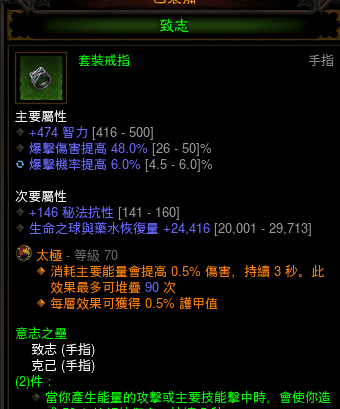 致志
套裝戒指 手指
主要屬性
+474 智力 [416 - 500]
爆擊傷害提高 48.0% [26 - 50]%
爆擊機率提高 6.0% [4.5 - 6.0]%
次要屬性
+146 秘法抗性 [141 - 160]
生命之球與藥水恢復量 +24,416 [20,001 - 29,713]
太極 - 等級 70
消耗主要能量會提高 0.5% 傷害，持續 3 秒。此
效果最多可堆疊 90 次
每層效果可獲得 0.5% 護甲值
意志之壘
致志 (手指)
克己 (手指)
(2)件：
當你產生能量的攻擊或主要技能擊中時，會使你造